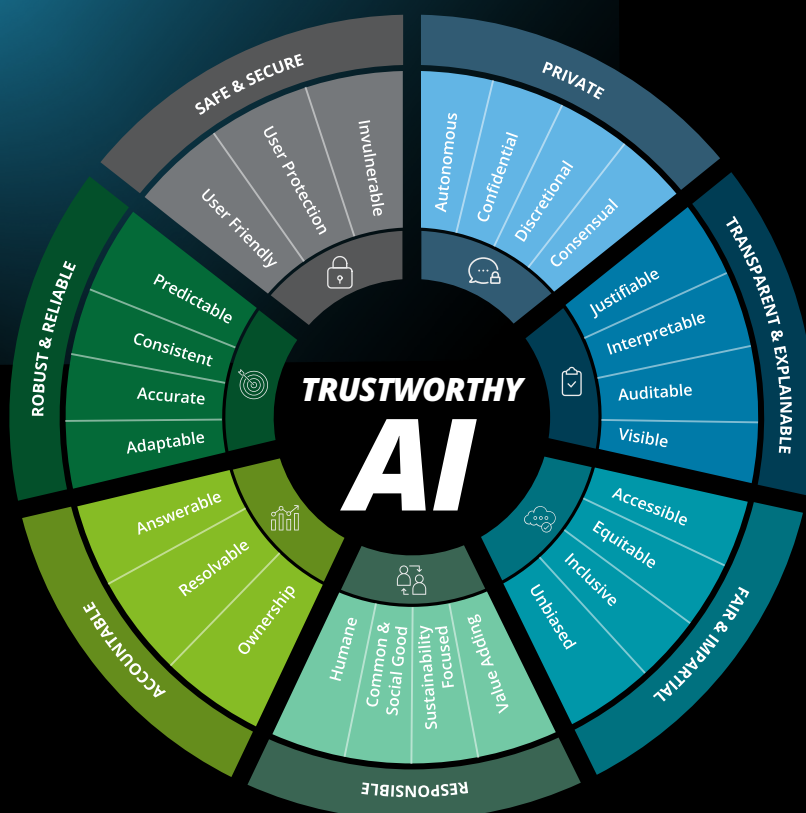 TRUSTWORTHY
AI
PRIVATE
Autonomous
Confidential
Discretional
Consensual
TRANSPARENT & EXPLAINABLE
Justifiable
Interpretable
Auditable
Visible
FAIR & IMPARTIAL
Accessible
Equitable
Inclusive
Unbiased
RESPONSIBLE
Value Adding
Sustainability
Focused
Common &
Social Good
Humane
ACCOUNTABLE
Ownership
Resolvable
Answerable
ROBUST & RELIABLE
Adaptable
Accurate
Consistent
Predictable
SAFE & SECURE
User Friendly
User Protection
Invulnerable